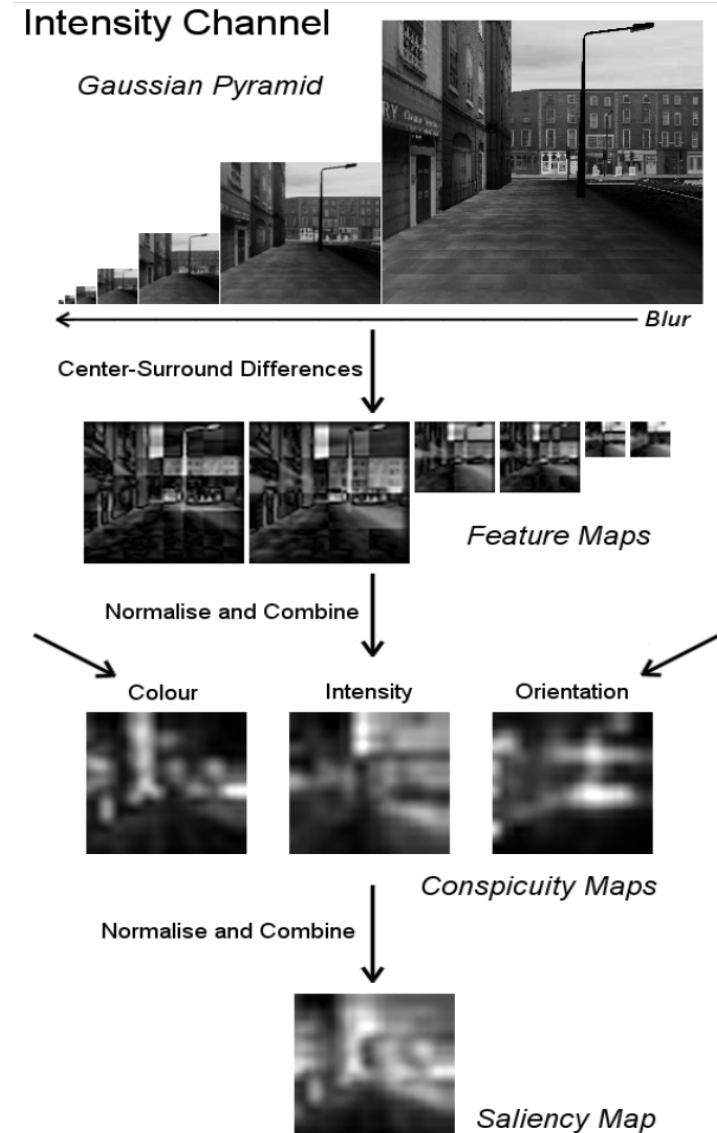 Intensity Channel
Gaussian Pyramid
RY
Blur
Center-Surround Differences
Feature Maps
Normalise and Combine
Colour
Intensity
Orientation
Conspicuity Maps
Normalise and Combine
Saliency Map